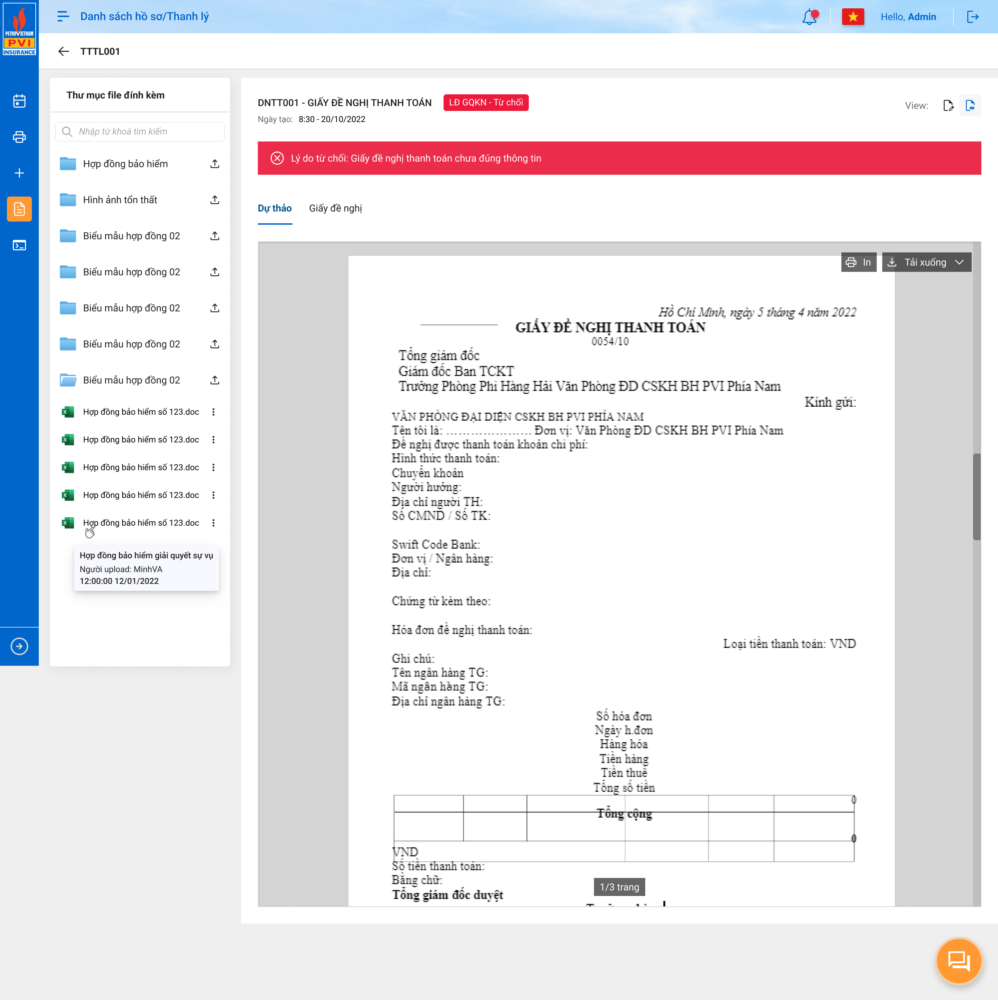 PETROVIETNAM
PVI
INSURANCE
Danh sách hồ sơ/Thanh lý
Hello, Admin
TTTL001
Thư mục file đính kèm
Nhập từ khoá tìm kiếm
Hợp đồng bảo hiểm
Hình ảnh tổn thất
Biểu mẫu hợp đồng 02
Biểu mẫu hợp đồng 02
Biểu mẫu hợp đồng 02
Biểu mẫu hợp đồng 02
Biểu mẫu hợp đồng 02
Hợp đồng bảo hiểm số 123.doc
Hợp đồng bảo hiểm số 123.doc
Hợp đồng bảo hiểm số 123.doc
Hợp đồng bảo hiểm số 123.doc
Hợp đồng bảo hiểm số 123.doc
Hợp đồng bảo hiểm giải quyết sự vụ
Người upload: MinhVA
12:00:00 12/01/2022
DNTT001 - GIẤY ĐỀ NGHỊ THANH TOÁN
LĐ GQKN - Từ chối
View:
Ngày tạo: 8:30 - 20/10/2022
Lý do từ chối: Giấy đề nghị thanh toán chưa đúng thông tin
Dự thảo
Giấy đề nghị
In
Tải xuống
Hồ Chí Minh, ngày 5 tháng 4 năm 2022
GIẤY ĐỀ NGHỊ THANH TOÁN
0054/10
Tổng giám đốc
Giám đốc Ban TCKT
Trưởng Phòng Phi Hàng Hải Văn Phòng ĐD CSKH BH PVI Phía Nam
Kính gửi:
VĂN PHÒNG ĐẠI DIỆN CSKH BH PVI PHÍA NAM
Tên tôi là: ………………… Đơn vị: Văn Phòng ĐD CSKH BH PVI Phía Nam
Đề nghị được thanh toán khoản chi phí:
Hình thức thanh toán:
Chuyển khoản
Người hưởng:
Địa chỉ người TH:
Số CMND / Số TK:
Swift Code Bank:
Đơn vị / Ngân hàng:
Địa chỉ:
Chứng từ kèm theo:
Hóa đơn đề nghị thanh toán:
Loại tiền thanh toán: VND
Ghi chú:
Tên ngân hàng TG:
Mã ngân hàng TG:
Địa chỉ ngân hàng TG:
Số hóa đơn
Ngày h.đơn
Hàng hóa
Tiền hàng
Tiền thuế
Tổng số tiền
0
Tổng cộng
0
VND
Số tiền thanh toán:
Bằng chữ:
Tổng giám đốc duyệt
1/3 trang